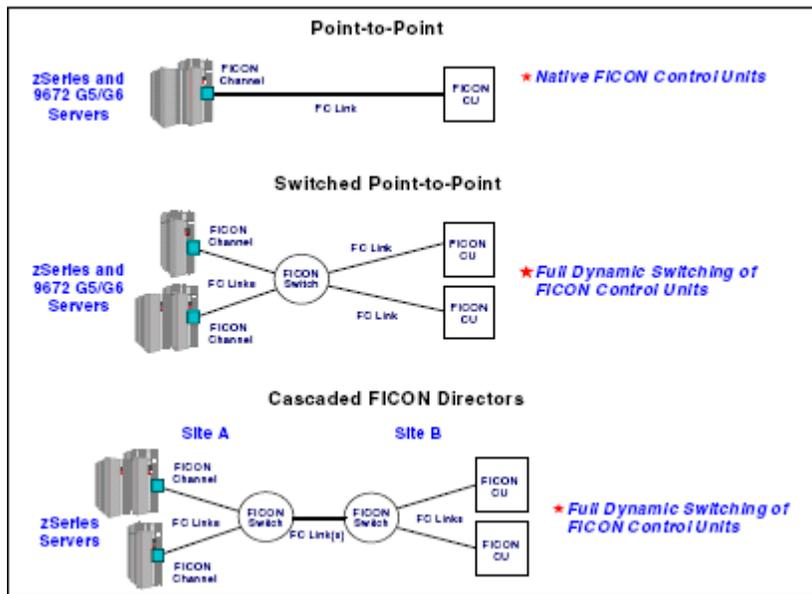 Point-to-Point
zSeries and
9672 G5/G6
Servers
FICON
Channel
FC Link
FICON
CU
★ Native FICON Control Units
Switched Point-to-Point
zSeries and
9672 G5/G6
Servers
FICON
Channel
FC Links
FICON
Channel
FICON
Switch
FC Link
FC Link
FICON
CU
FICON
CU
★ Full Dynamic Switching of
FICON Control Units
Cascaded FICON Directors
Site A
Site B
zSeries
Servers
FICON
Channel
FC Links
FICON
Channel
FICON
Switch
FC Link(s)
FICON
Switch
FC Links
FICON
CU
FICON
CU
★ Full Dynamic Switching of
FICON Control Units